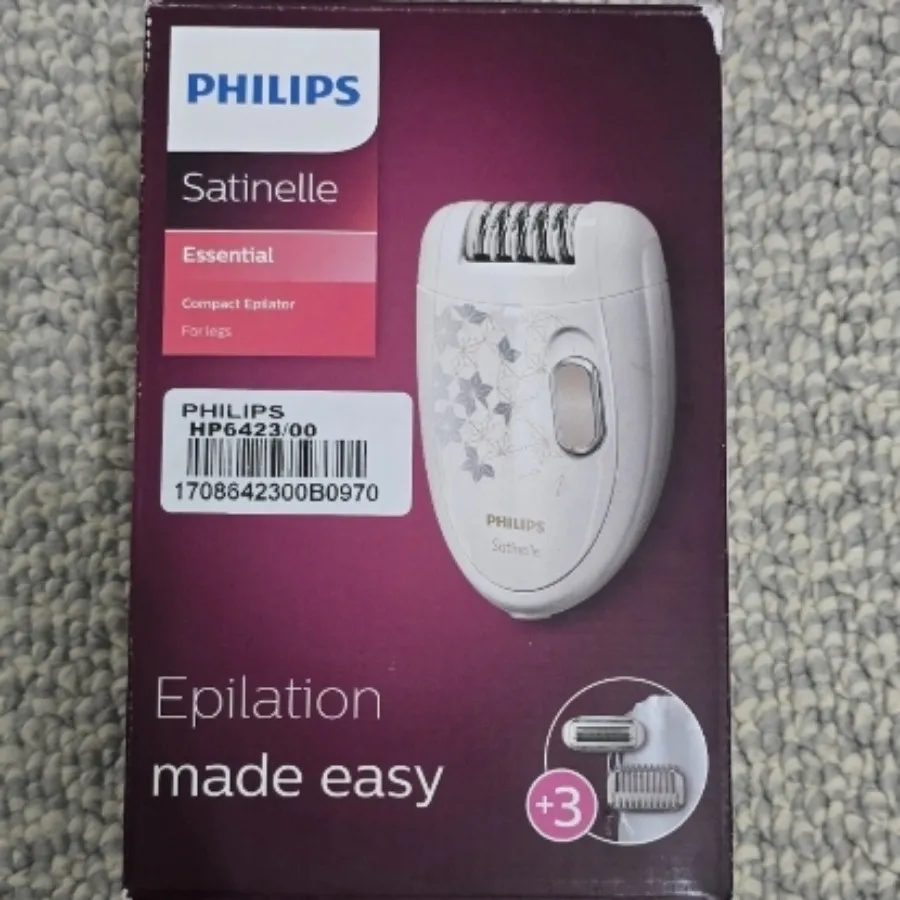 PHILIPS
Satinelle
Essential
Compact Epilator
For legs
PHILIPS
HP6423/00
1708642300B0970
PHILIPS
Satinelle
Epilation
made easy
+3